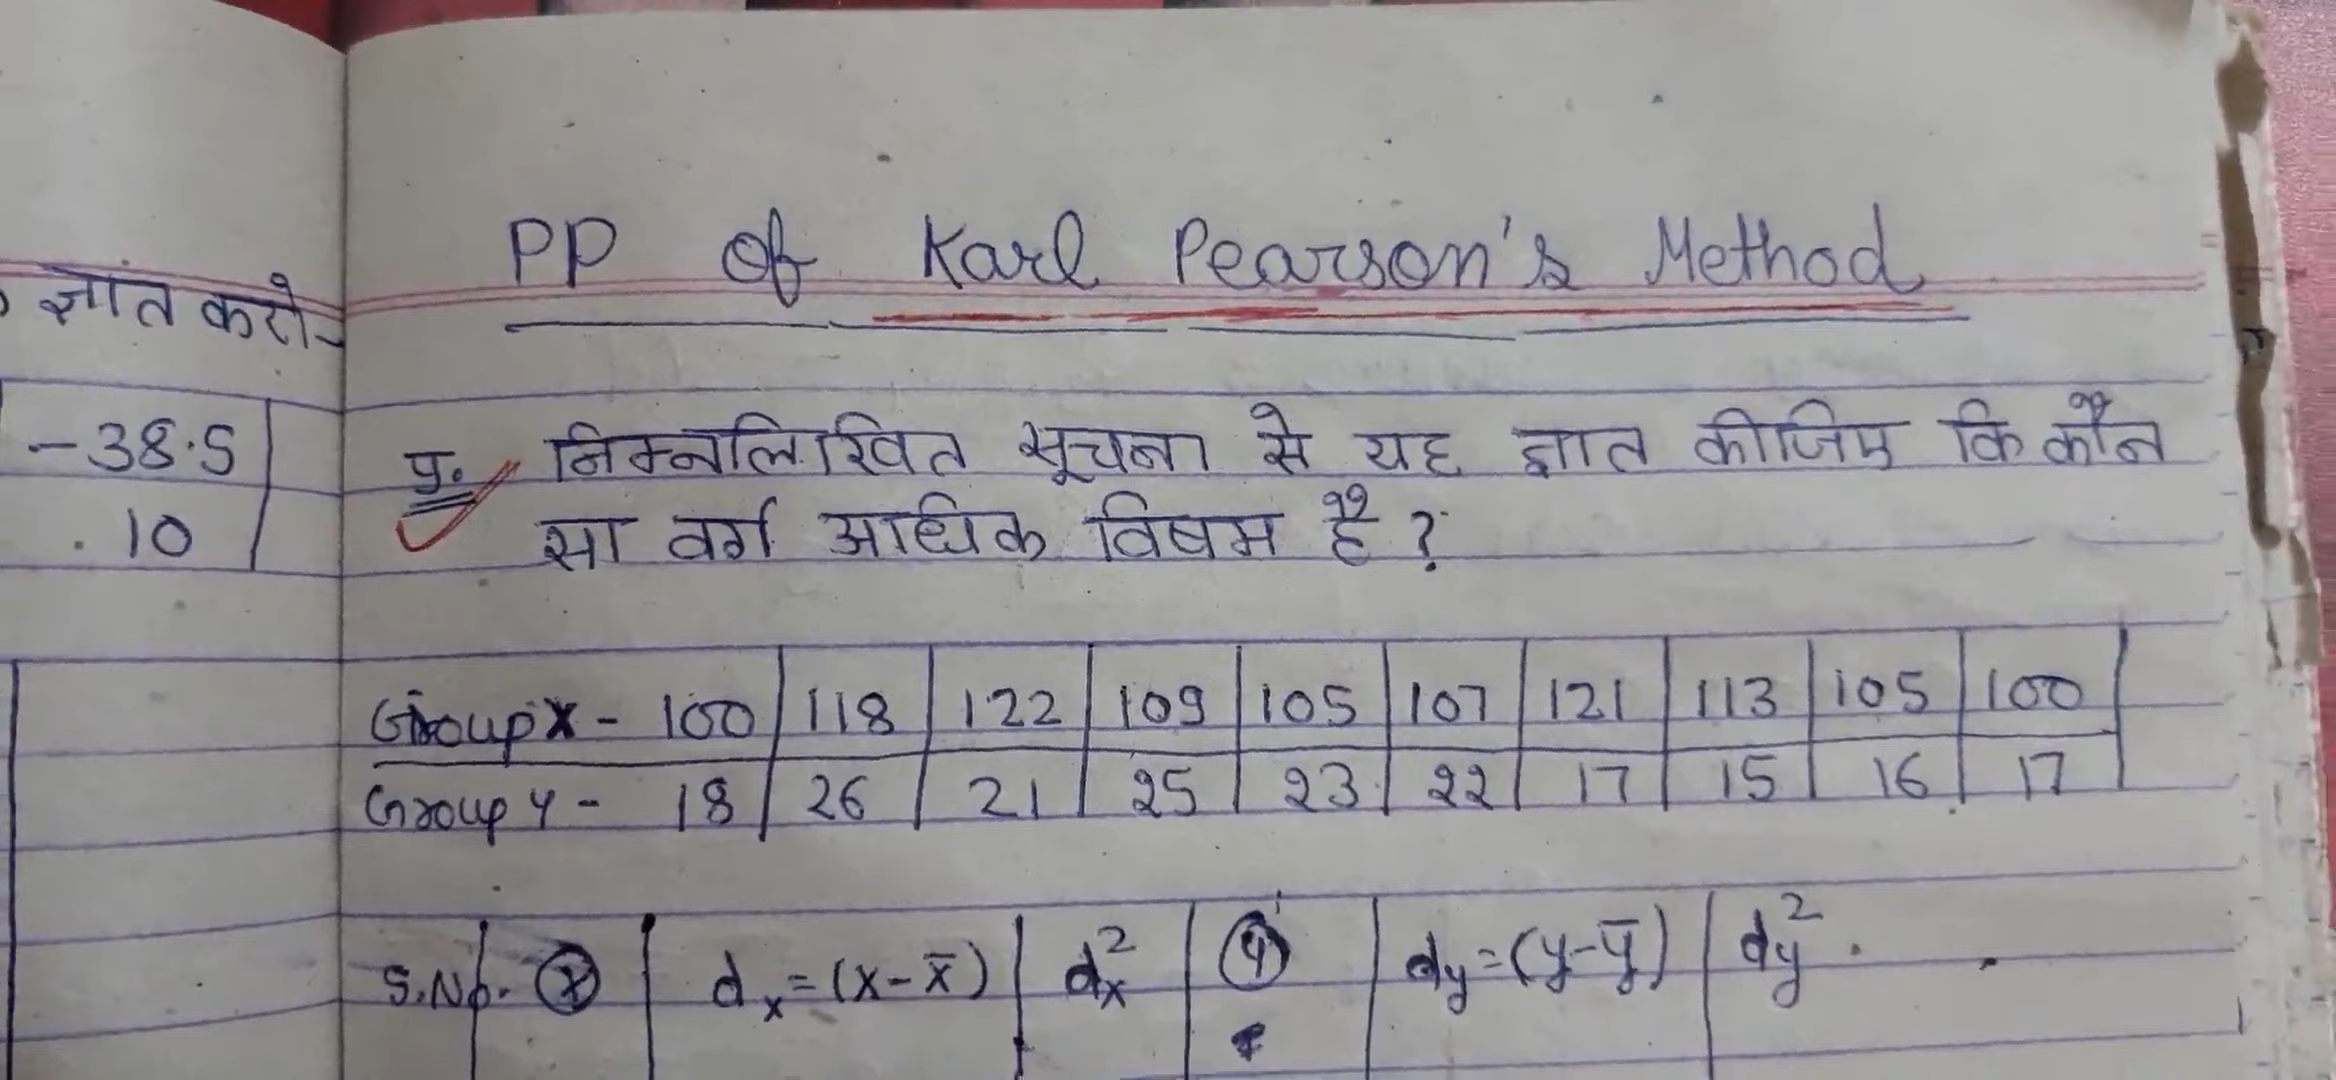 ज्ञात करो-
-38.5
10
PP of Karl Pearson's Method
प्र. निम्नलिखित सूचना से यह ज्ञात कीजिए कि कौन
सा वर्ग अधिक विषम है ?
Group X - 100 118 122 109 105 107 121 113 105 100
Group Y - 18 26 21 25 23 22 17 15 16 17
S.No. X dx = (x-x̄) dx² y dy = (y-ȳ) dy²